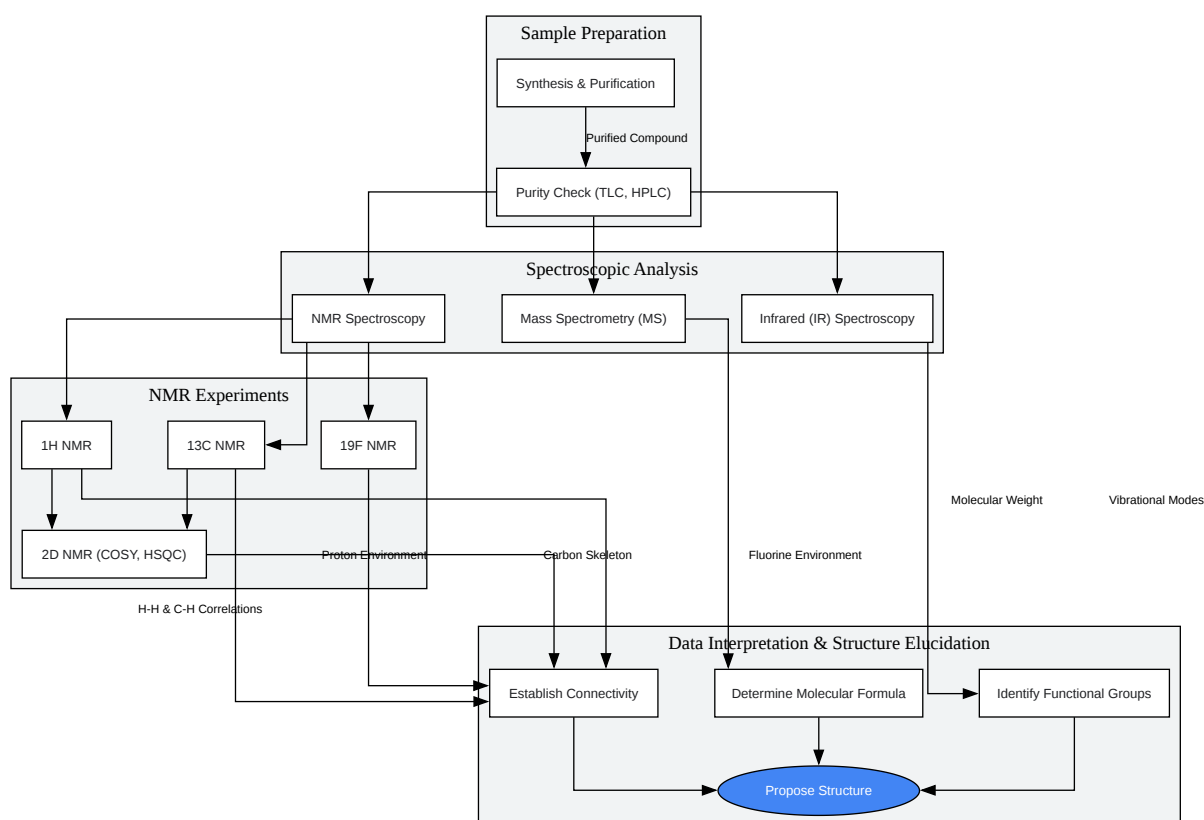 Sample Preparation
Synthesis & Purification
Purified Compound
Purity Check (TLC, HPLC)
Spectroscopic Analysis
NMR Spectroscopy
Mass Spectrometry (MS)
Infrared (IR) Spectroscopy
NMR Experiments
1H NMR
13C NMR
19F NMR
Molecular Weight
Vibrational Modes
2D NMR (COSY, HSQC)
Proton Environment
Carbon Skeleton
Fluorine Environment
H-H & C-H Correlations
Data Interpretation & Structure Elucidation
Establish Connectivity
Determine Molecular Formula
Identify Functional Groups
Propose Structure